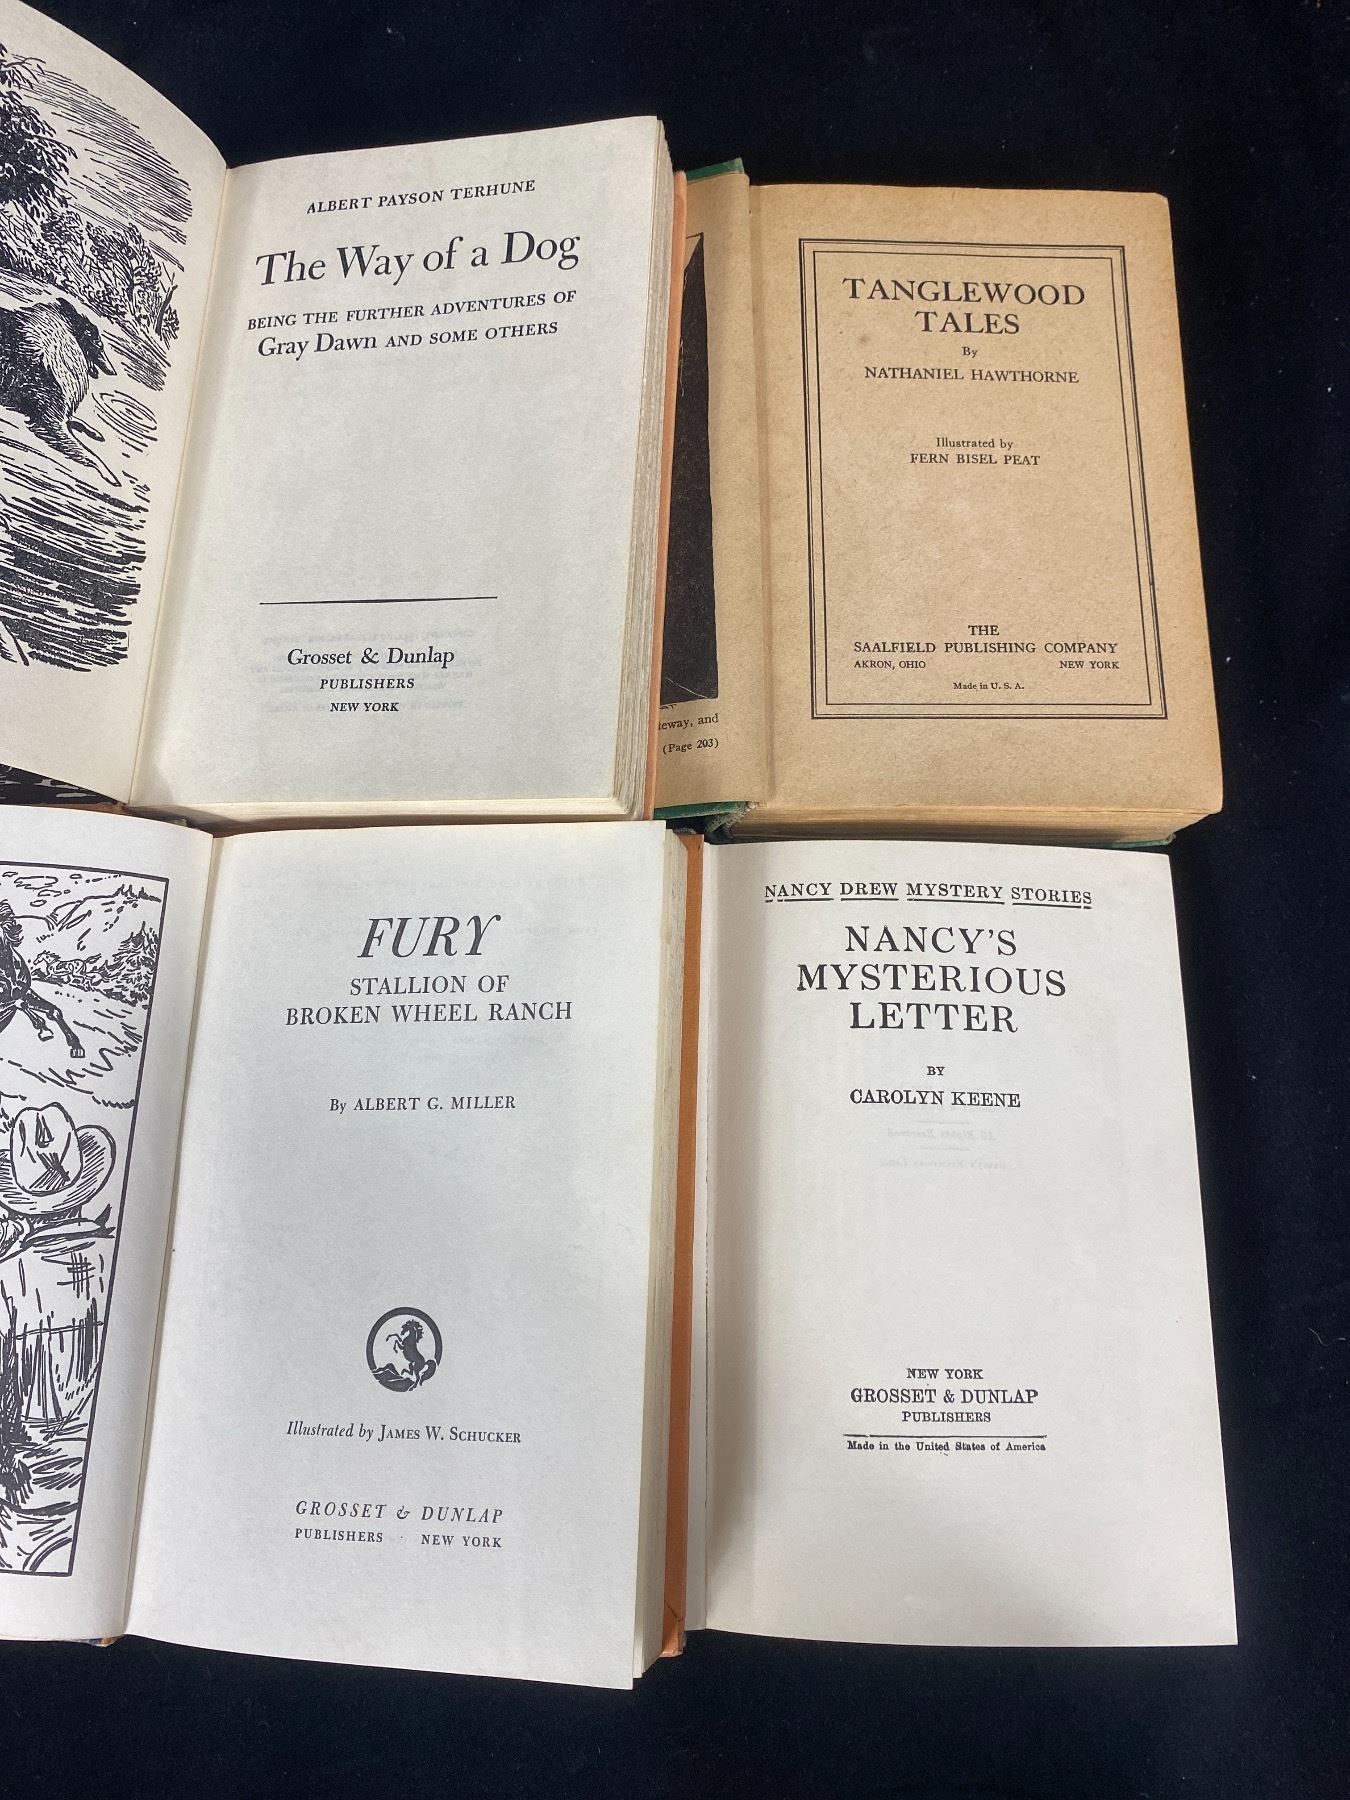 ALBERT PAYSON TERHUNE
The Way of a Dog
BEING THE FURTHER ADVENTURES OF
Gray Dawn AND SOME OTHERS
Grosset & Dunlap
PUBLISHERS
NEW YORK
TANGLEWOOD
TALES
By
NATHANIEL HAWTHORNE
Illustrated by
FERN BISEL PEAT
THE
SAALFIELD PUBLISHING COMPANY
AKRON, OHIO NEW YORK
Made in U. S. A.
and
(Page 203)
FURY
STALLION OF
BROKEN WHEEL RANCH
By ALBERT G. MILLER
Illustrated by JAMES W. SCHUCKER
GROSSET & DUNLAP
PUBLISHERS · NEW YORK
NANCY DREW MYSTERY STORIES
NANCY'S
MYSTERIOUS
LETTER
BY
CAROLYN KEENE
NEW YORK
GROSSET & DUNLAP
PUBLISHERS
Made in the United States of America